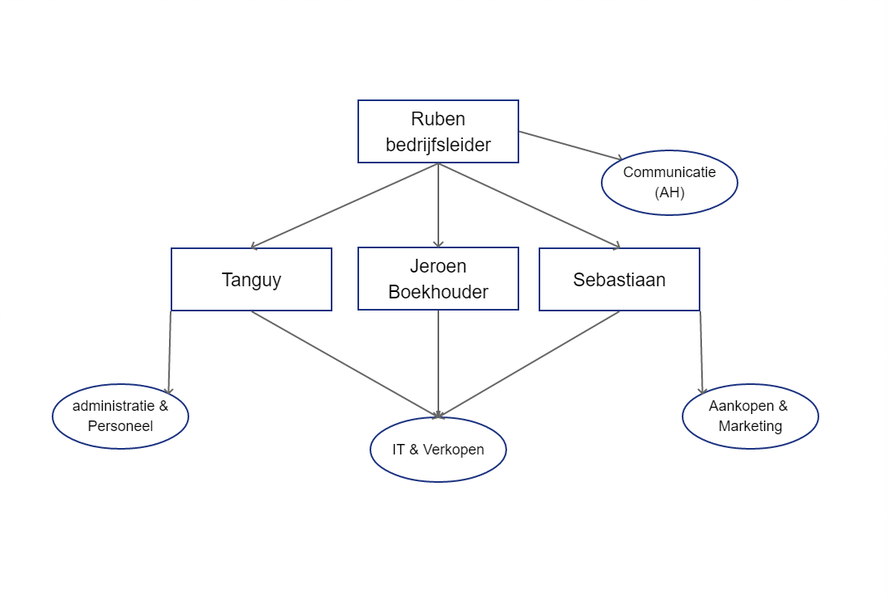 Ruben
bedrijfsleider
Communicatie
(AH)
Tanguy
Jeroen
Boekhouder
Sebastiaan
administratie &
Personeel
IT & Verkopen
Aankopen &
Marketing